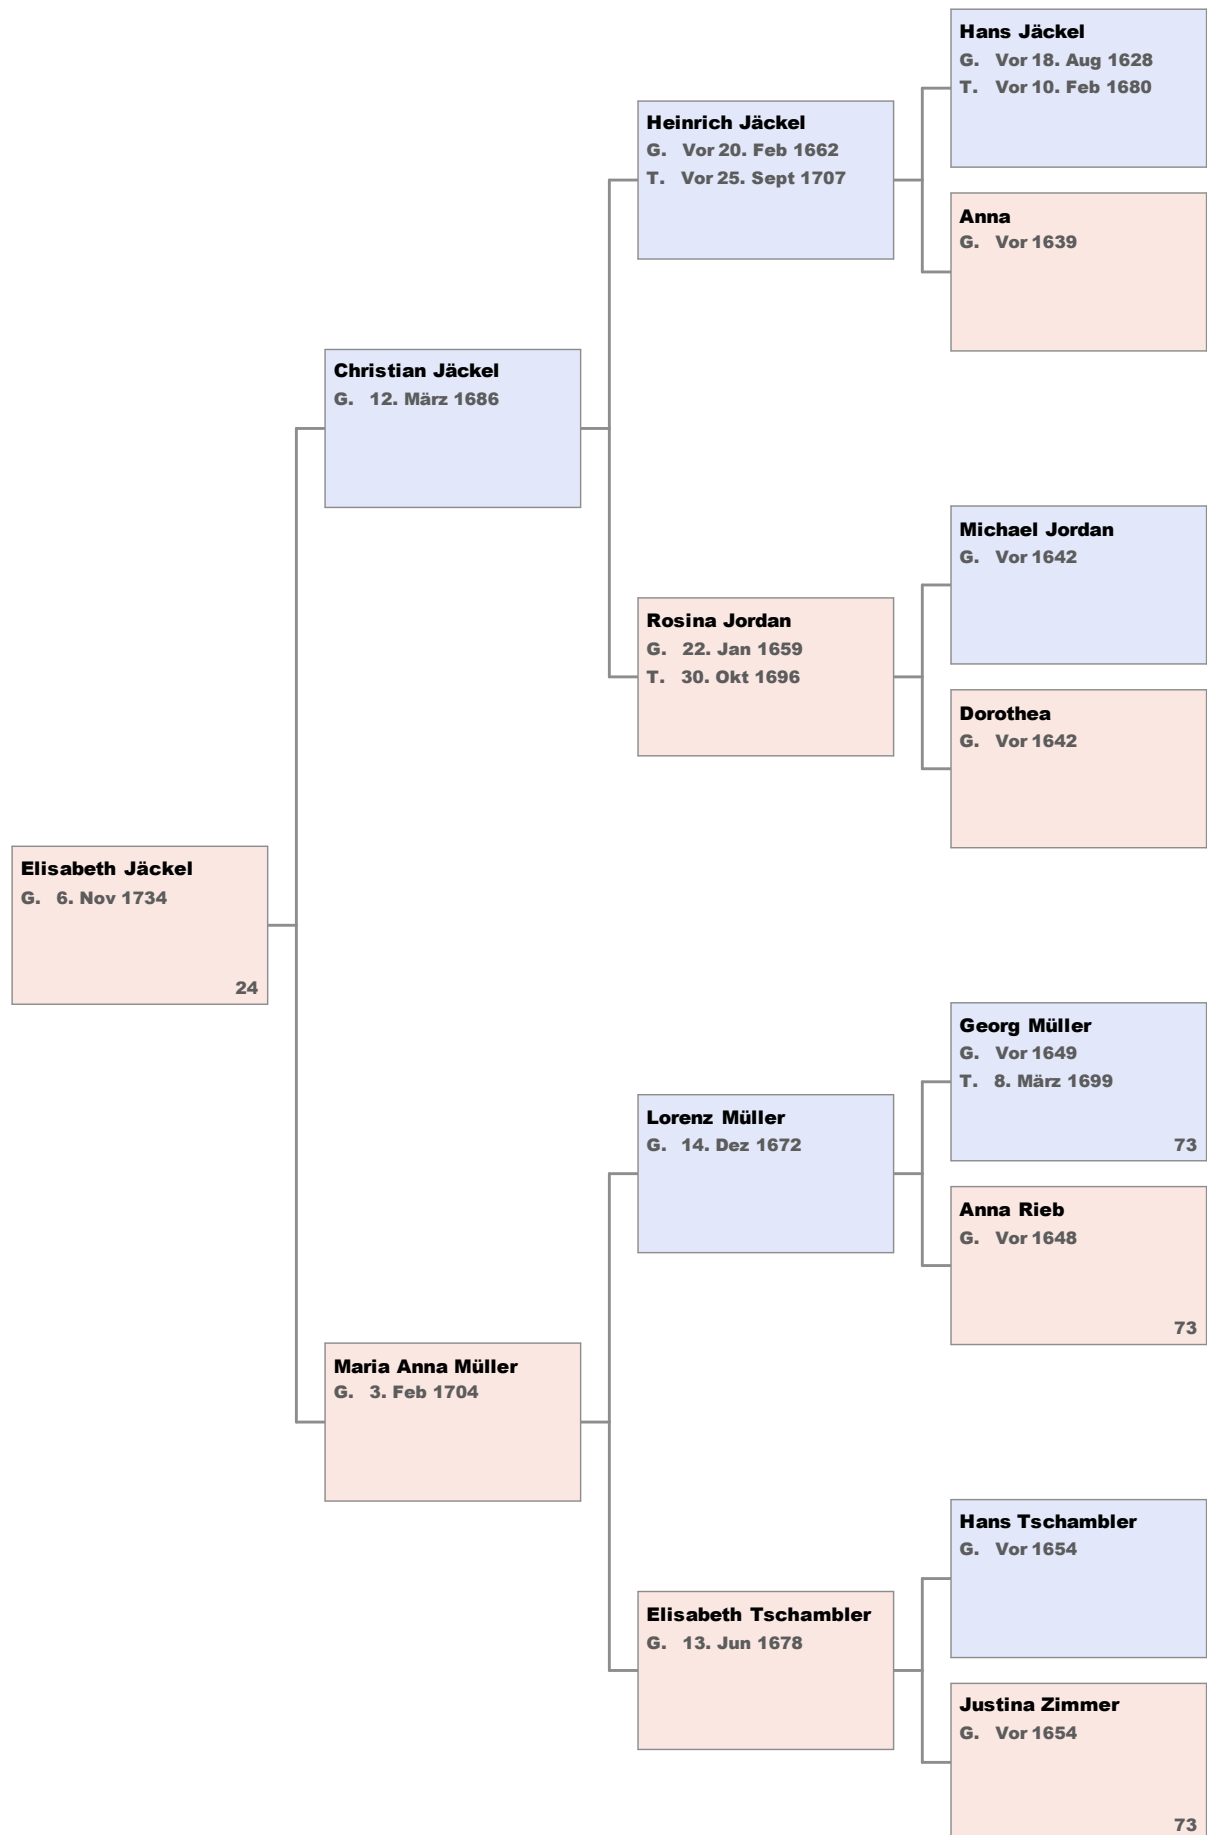 Hans Jäckel
G. Vor 18. Aug 1628
T. Vor 10. Feb 1680
Heinrich Jäckel
G. Vor 20. Feb 1662
T. Vor 25. Sept 1707
Anna
G. Vor 1639
Christian Jäckel
G. 12. März 1686
Michael Jordan
G. Vor 1642
Rosina Jordan
G. 22. Jan 1659
T. 30. Okt 1696
Dorothea
G. Vor 1642
Elisabeth Jäckel
G. 6. Nov 1734
24
Georg Müller
G. Vor 1649
T. 8. März 1699
73
Lorenz Müller
G. 14. Dez 1672
Anna Rieb
G. Vor 1648
73
Maria Anna Müller
G. 3. Feb 1704
Hans Tschambler
G. Vor 1654
Elisabeth Tschambler
G. 13. Jun 1678
Justina Zimmer
G. Vor 1654
73